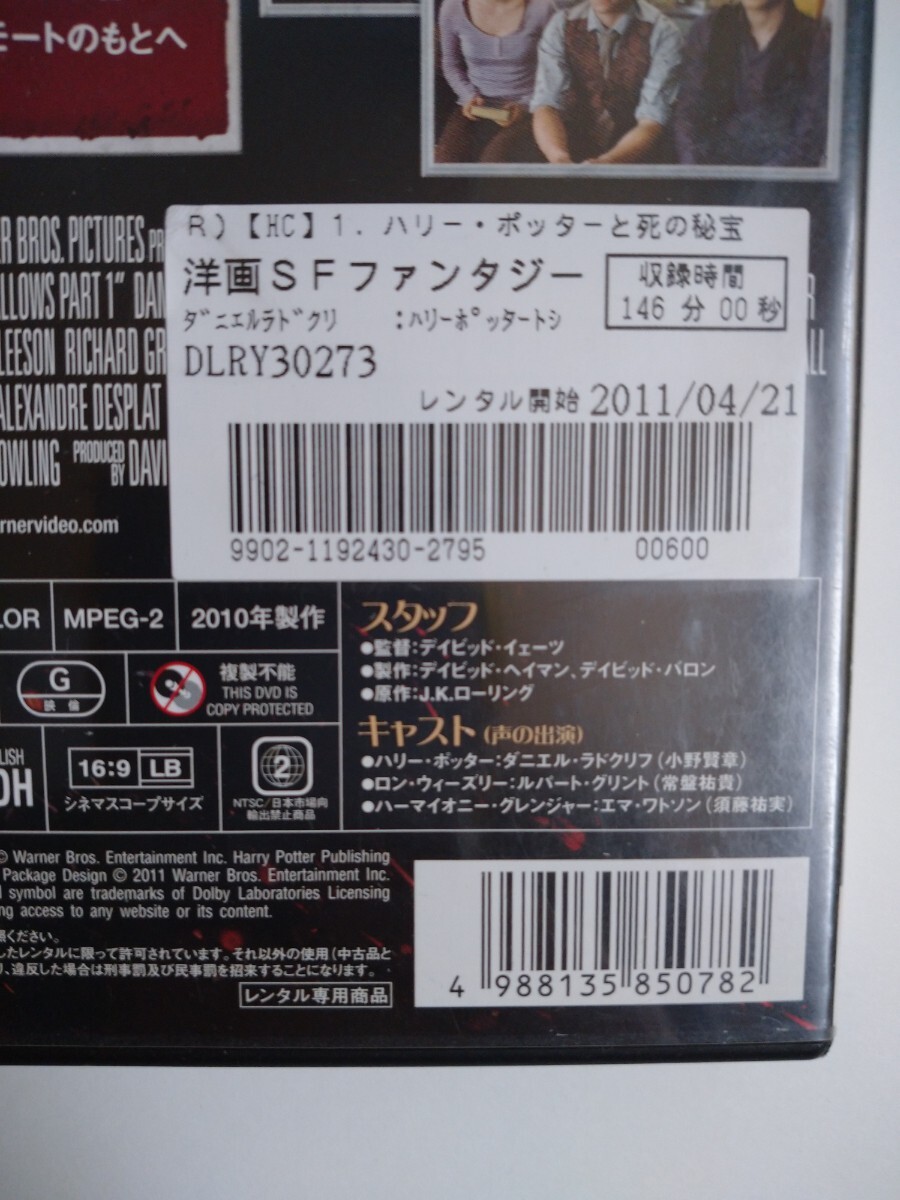 モートのもとへ
R)【HC】1. ハリー・ポッターと死の秘宝
洋画SFファンタジー
収録時間
146 分 00 秒
ﾀﾞﾆｴﾙﾗﾄﾞｸﾘ :ﾊﾘｰﾎﾟｯﾀｰﾄｼ
DLRY30273
レンタル開始 2011/04/21
9902-1192430-2795 00600
R BROS. PICTURES PR
LLOWS PART 1" DAN
LEESON RICHARD GR
ALL
ALEXANDRE DESPLAT
OWLING PRODUCED BY DAVI
rnervideo.com
LOR
MPEG-2
2010年製作
G
映倫
複製不能
THIS DVD IS
COPY PROTECTED
LISH
DH
16:9 LB
シネマスコープサイズ
2
NTSC/日本市場向
輸出禁止商品
スタッフ
●監督:デイビッド・イェーツ
●製作:デイビッド・ヘイマン、デイビッド・バロン
●原作:J.K.ローリング
キャスト(声の出演)
●ハリー・ポッター:ダニエル・ラドクリフ(小野賢章)
●ロン・ウィーズリー:ルパート・グリント(常盤祐貴)
●ハーマイオニー・グレンジャー:エマ・ワトソン(須藤祐実)
© Warner Bros. Entertainment Inc. Harry Potter Publishing
Package Design © 2011 Warner Bros. Entertainment Inc.
l symbol are trademarks of Dolby Laboratories Licensing
ng access to any website or its content.
照ください。
したレンタルに限って許可されています。それ以外の使用(中古品と
り、違反した場合は刑事罰及び民事罰を招来することになります。
レンタル専用商品
4 988135 850782